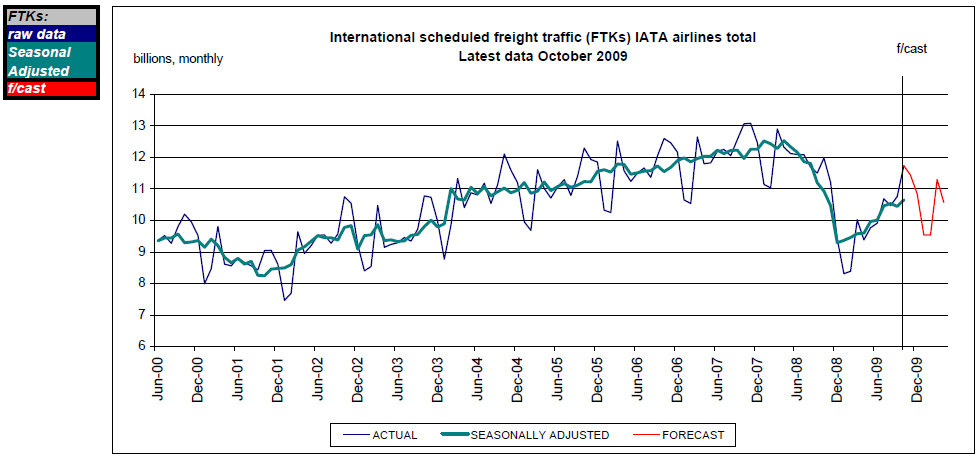 FTKs:
raw data
Seasonal
Adjusted
f/cast
International scheduled freight traffic (FTKs) IATA airlines total
Latest data October 2009
billions, monthly
f/cast
14
13
12
11
10
9
8
7
6
Jun-00
Dec-00
Jun-01
Dec-01
Jun-02
Dec-02
Jun-03
Dec-03
Jun-04
Dec-04
Jun-05
Dec-05
Jun-06
Dec-06
Jun-07
Dec-07
Jun-08
Dec-08
Jun-09
Dec-09
ACTUAL
SEASONALLY ADJUSTED
FORECAST